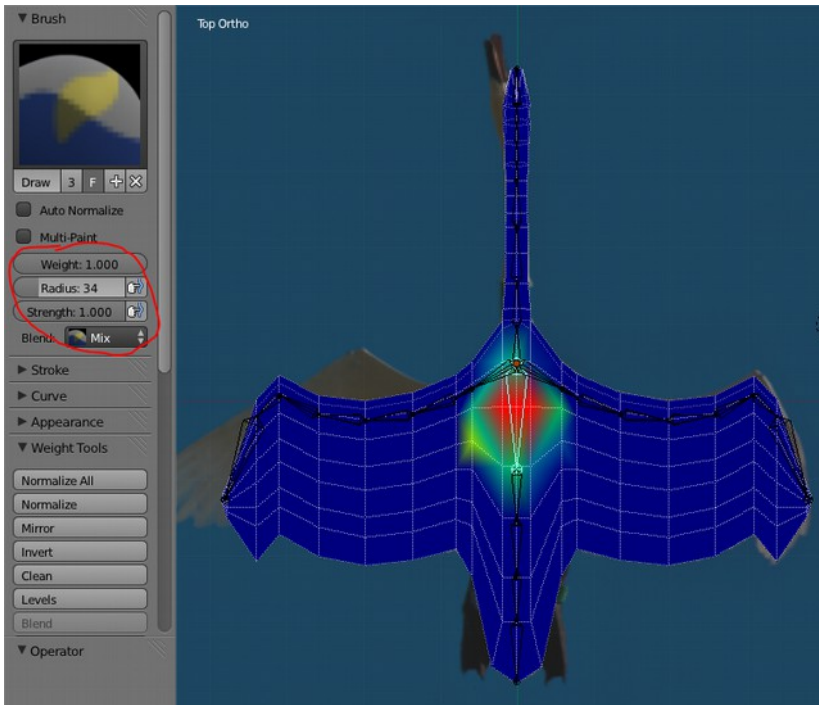 Brush
Top Ortho
Draw 3 F
Auto Normalize
Multi-Paint
Weight: 1.000
Radius: 34
Strength: 1.000
Blend: Mix
Stroke
Curve
Appearance
Weight Tools
Normalize All
Normalize
Mirror
Invert
Clean
Levels
Blend
Operator